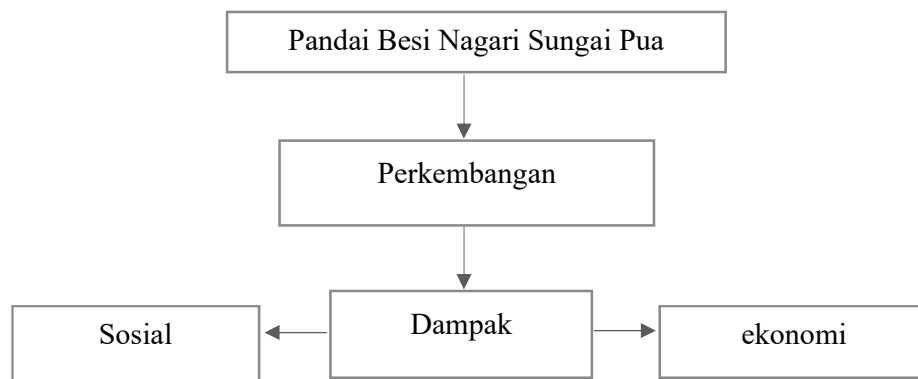 Pandai Besi Nagari Sungai Pua
Perkembangan
Dampak
Sosial
ekonomi